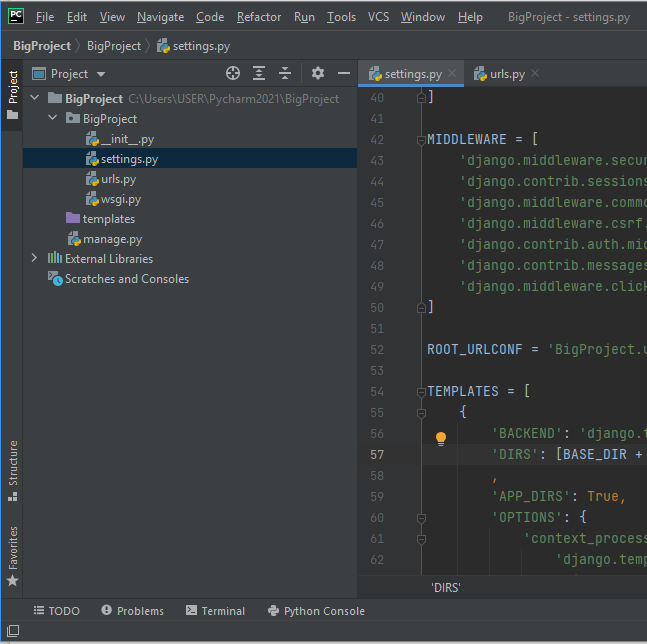 PC File Edit View Navigate Code Refactor Run Tools VCS Window Help BigProject - settings.py
BigProject BigProject settings.py
Project
Project
settings.py urls.py
BigProject C:\Users\USER\Pycharm2021\BigProject
BigProject
__init__.py
settings.py
urls.py
wsgi.py
templates
manage.py
External Libraries
Scratches and Consoles
40 ]
41
42 MIDDLEWARE = [
43 'django.middleware.secur
44 'django.contrib.sessions
45 'django.middleware.commo
46 'django.middleware.csrf.
47 'django.contrib.auth.mid
48 'django.contrib.messages
49 'django.middleware.click
50 ]
51
52 ROOT_URLCONF = 'BigProject.u
53
54 TEMPLATES = [
55 {
56 'BACKEND': 'django.t
57 'DIRS': [BASE_DIR +
58 ,
59 'APP_DIRS': True,
60 'OPTIONS': {
61 'context_process
62 'django.temp
Structure
Favorites
'DIRS'
TODO Problems Terminal Python Console